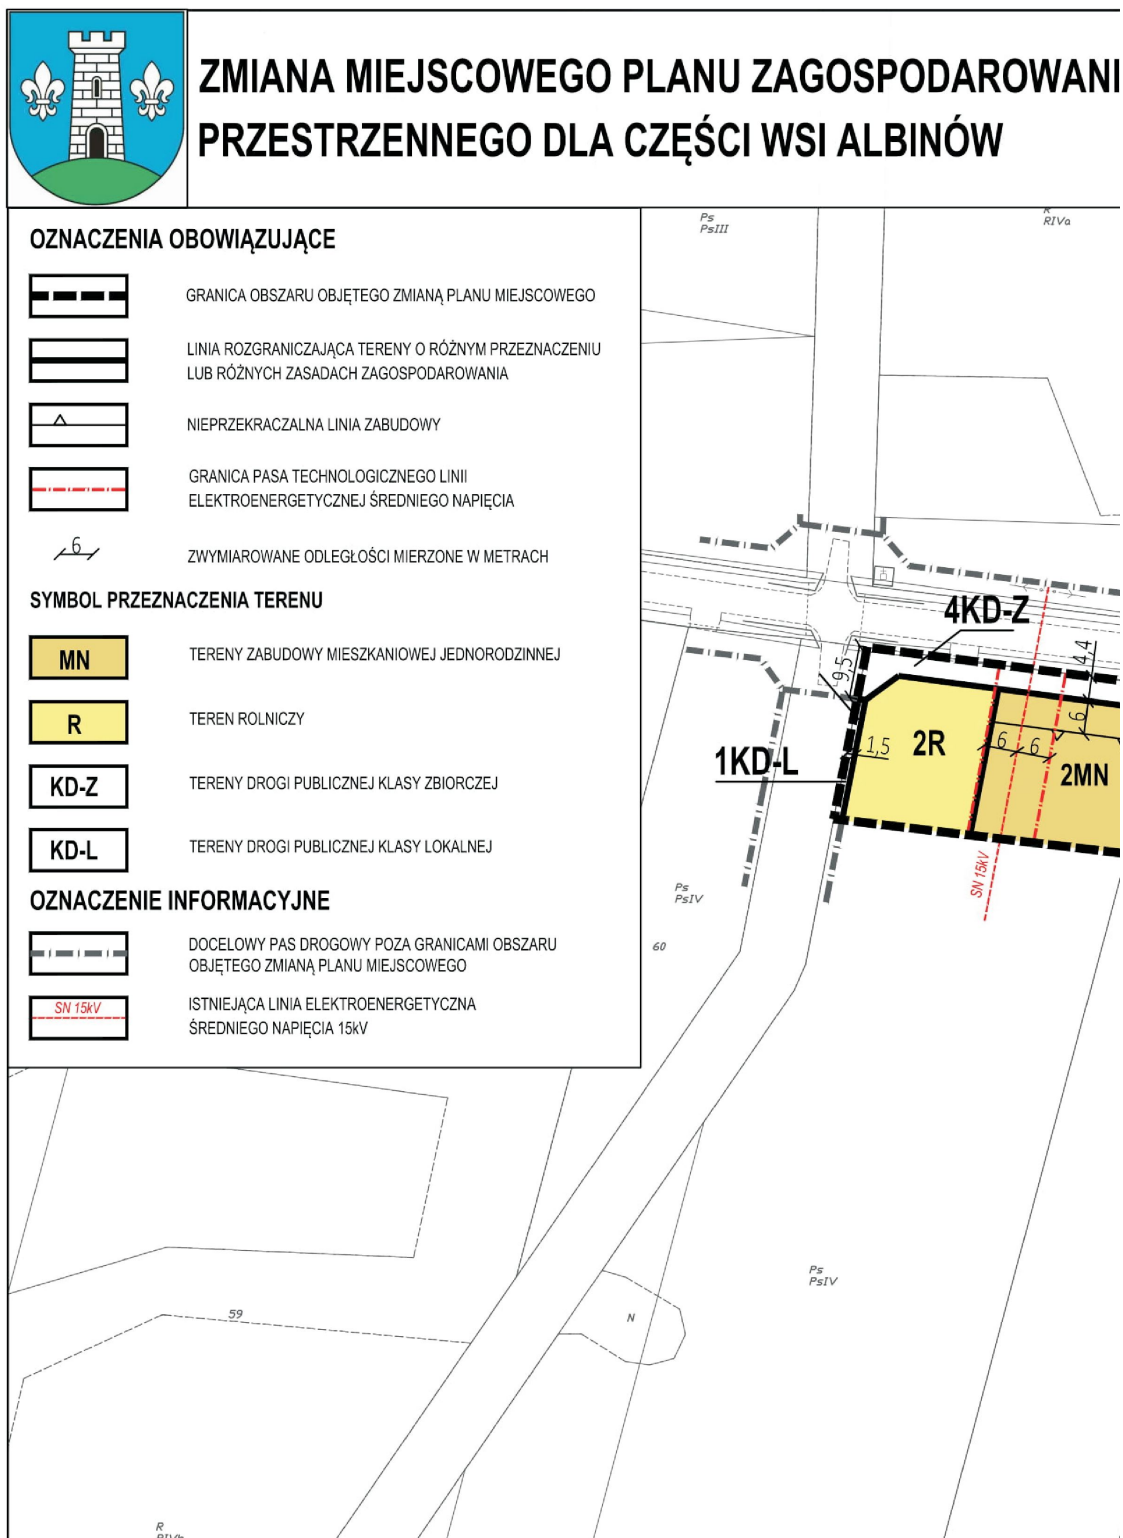 ZMIANA MIEJSCOWEGO PLANU ZAGOSPODAROWANI
PRZESTRZENNEGO DLA CZĘŚCI WSI ALBINÓW
OZNACZENIA OBOWIĄZUJĄCE
GRANICA OBSZARU OBJĘTEGO ZMIANĄ PLANU MIEJSCOWEGO
LINIA ROZGRANICZAJĄCA TERENY O RÓŻNYM PRZEZNACZENIU
LUB RÓŻNYCH ZASADACH ZAGOSPODAROWANIA
NIEPRZEKRACZALNA LINIA ZABUDOWY
GRANICA PASA TECHNOLOGICZNEGO LINII
ELEKTROENERGETYCZNEJ ŚREDNIEGO NAPIĘCIA
6
ZWYMIAROWANE ODLEGŁOŚCI MIERZONE W METRACH
SYMBOL PRZEZNACZENIA TERENU
MN
TERENY ZABUDOWY MIESZKANIOWEJ JEDNORODZINNEJ
R
TEREN ROLNICZY
KD-Z
TERENY DROGI PUBLICZNEJ KLASY ZBIORCZEJ
KD-L
TERENY DROGI PUBLICZNEJ KLASY LOKALNEJ
OZNACZENIE INFORMACYJNE
DOCELOWY PAS DROGOWY POZA GRANICAMI OBSZARU
OBJĘTEGO ZMIANĄ PLANU MIEJSCOWEGO
SN 15kV
ISTNIEJĄCA LINIA ELEKTROENERGETYCZNA
ŚREDNIEGO NAPIĘCIA 15kV
Ps
PsIII
R
RIVa
4KD-Z
4,4
9,5
6
1,5
2R
6
6
1KD-L
2MN
SN 15kV
Ps
PsIV
60
Ps
PsIV
59
N
R
RIVb